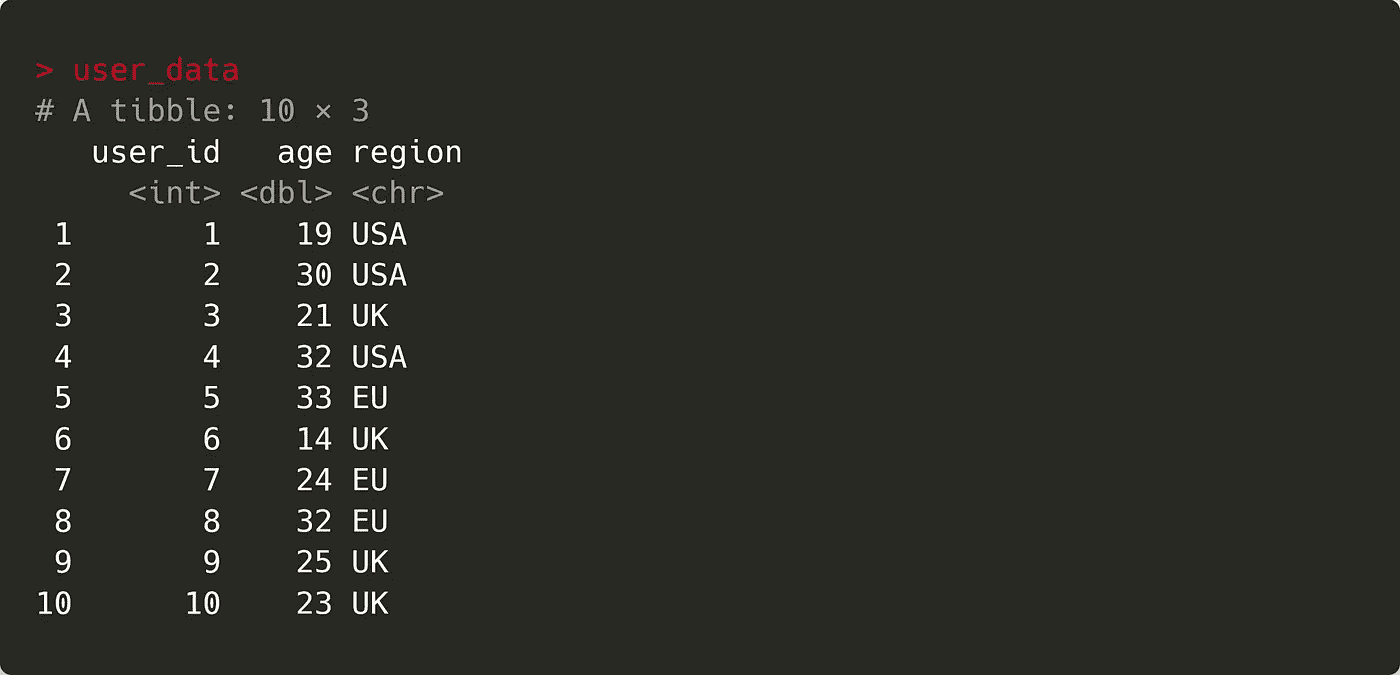 > user_data
# A tibble: 10 × 3
   user_id   age region
     <int> <dbl> <chr>
 1       1    19 USA
 2       2    30 USA
 3       3    21 UK
 4       4    32 USA
 5       5    33 EU
 6       6    14 UK
 7       7    24 EU
 8       8    32 EU
 9       9    25 UK
10      10    23 UK